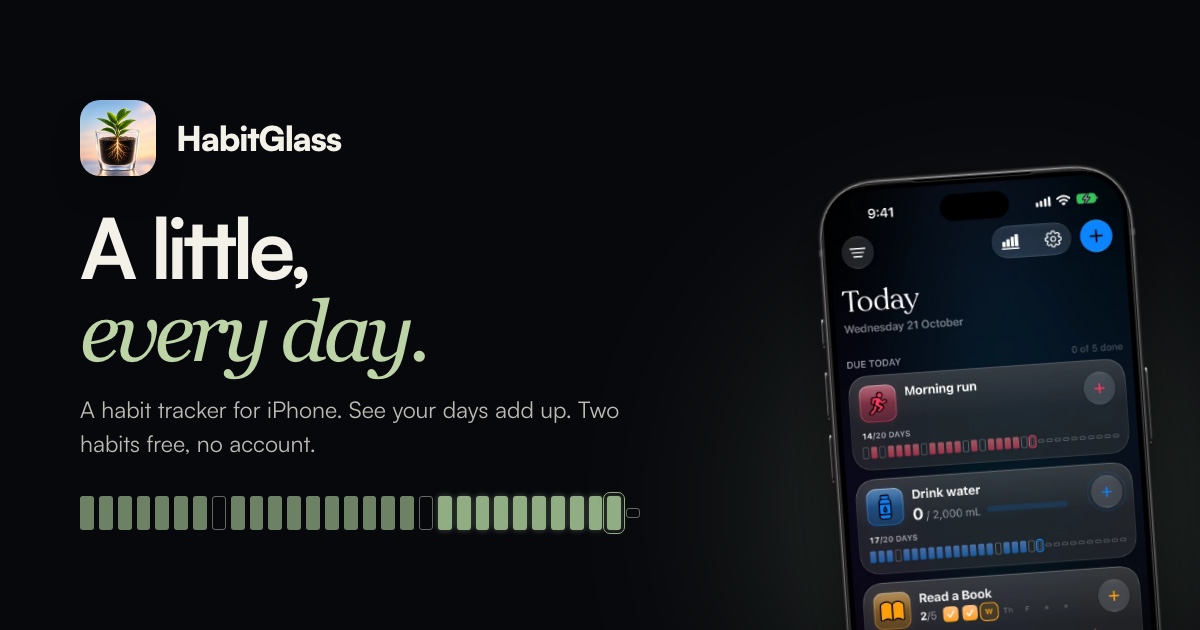 HabitGlass
A little,
every day.
A habit tracker for iPhone. See your days add up. Two
habits free, no account.
9:41
Today
Wednesday 21 October
DUE TODAY
0 of 5 done
Morning run
14/20 DAYS
Drink water
0 / 2,000 mL
17/20 DAYS
Read a Book
2/5 W Th F